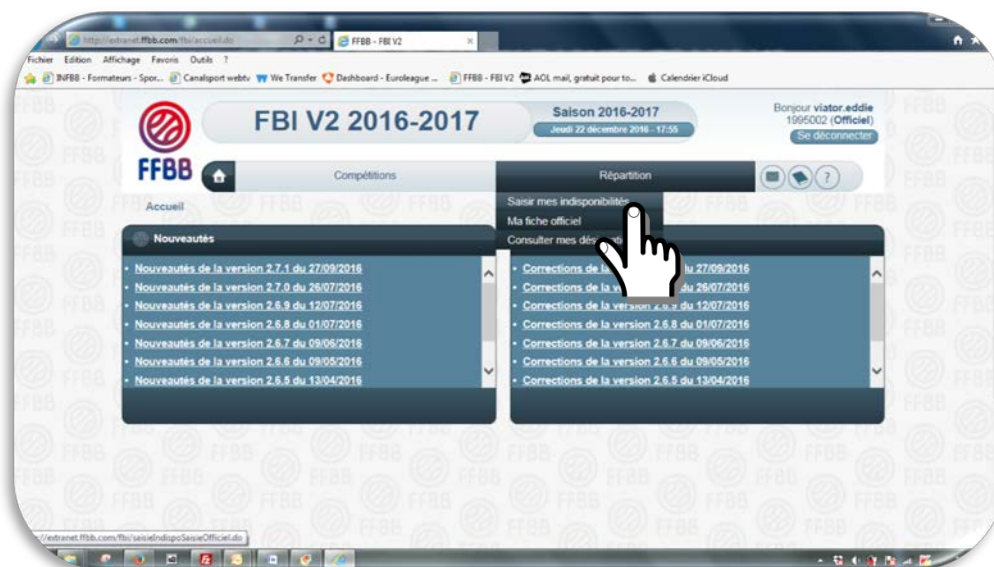 http://extranet.ffbb.com/fbi/accueil.do
FFBB - FBI V2
Fichier Edition Affichage Favoris Outils ?
INFBB - Formateurs - Spor... Canalsport webtv We Transfer Dashboard - Euroleague ... FFBB - FBI V2 AOL mail, gratuit pour to... Calendrier iCloud
FFBB
FBI V2 2016-2017
Saison 2016-2017
Jeudi 22 décembre 2016 - 17:55
Bonjour viator.eddie
1995002 (Officiel)
Se déconnecter
Compétitions
Répartition
?
Accueil
Saisir mes indisponibilités
Ma fiche officiel
Consulter mes
Nouveautés
Nouveautés de la version 2.7.1 du 27/09/2016
Nouveautés de la version 2.7.0 du 26/07/2016
Nouveautés de la version 2.6.9 du 12/07/2016
Nouveautés de la version 2.6.8 du 01/07/2016
Nouveautés de la version 2.6.7 du 09/06/2016
Nouveautés de la version 2.6.6 du 09/05/2016
Nouveautés de la version 2.6.5 du 13/04/2016
Corrections de la lu 27/09/2016
Corrections de la du 26/07/2016
Corrections de la version 2.6.9 du 12/07/2016
Corrections de la version 2.6.8 du 01/07/2016
Corrections de la version 2.6.7 du 09/06/2016
Corrections de la version 2.6.6 du 09/05/2016
Corrections de la version 2.6.5 du 13/04/2016
://extranet.ffbb.com/fbi/saisieIndispoSaisieOfficiel.do